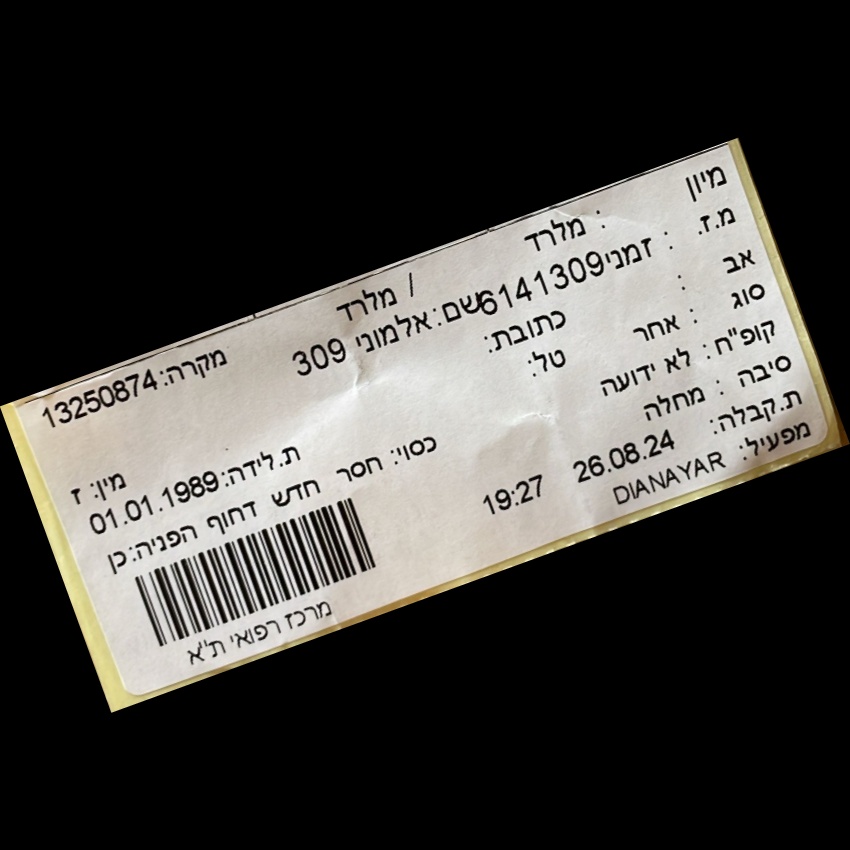 מיון : מלרד / מלרד מקרה:13250874
מ.ז. : זמני6141309שם:אלמוני 309
אב : כתובת:
סוג : אחר טל: מין: ז
קופ"ח: לא ידועה ת.לידה:01.01.1989
סיבה : מחלה כסוי: חסר חדש דחוף הפניה:כן
ת.קבלה: 26.08.24 19:27
מפעיל: DIANAYAR
מרכז רפואי ת"א